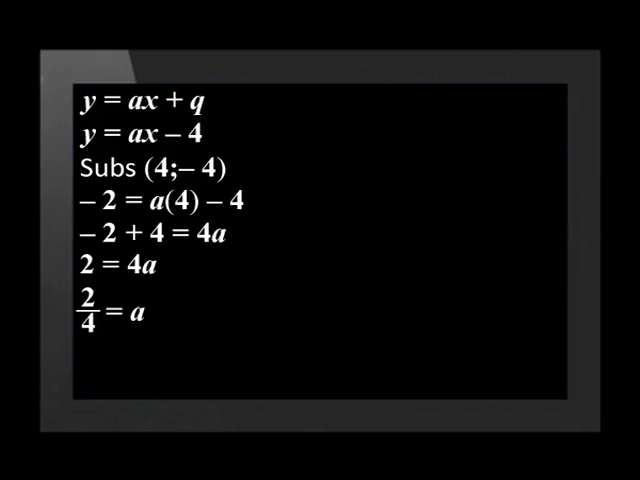 y = ax + q
y = ax – 4
Subs (4;– 4)
– 2 = a(4) – 4
– 2 + 4 = 4a
2 = 4a
2/4 = a